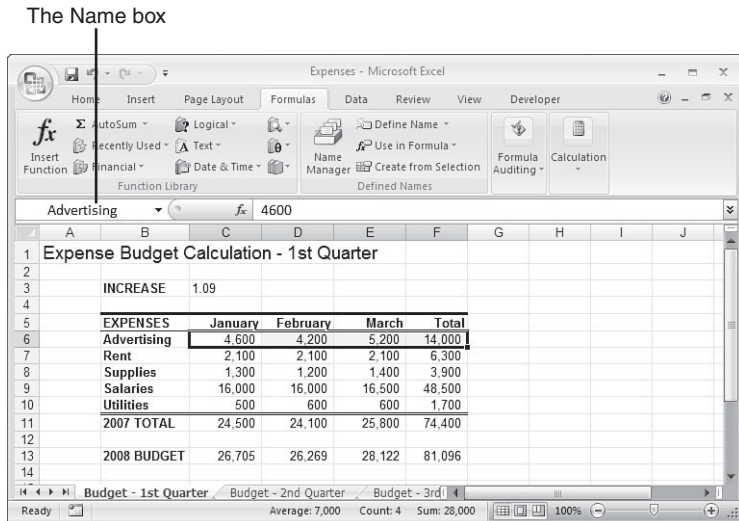 The Name box
Expenses - Microsoft Excel
Home Insert Page Layout Formulas Data Review View Developer
fx Insert Function
Σ AutoSum
Recently Used
Financial
Logical
A Text
Date & Time
θ
Function Library
Name Manager
Define Name
fx Use in Formula
Create from Selection
Defined Names
Formula Auditing
Calculation
Advertising fx 4600
A B C D E F G H I J
1 Expense Budget Calculation - 1st Quarter
2
3 INCREASE 1.09
4
5 EXPENSES January February March Total
6 Advertising 4,600 4,200 5,200 14,000
7 Rent 2,100 2,100 2,100 6,300
8 Supplies 1,300 1,200 1,400 3,900
9 Salaries 16,000 16,000 16,500 48,500
10 Utilities 500 600 600 1,700
11 2007 TOTAL 24,500 24,100 25,800 74,400
12
13 2008 BUDGET 26,705 26,269 28,122 81,096
14
Budget - 1st Quarter Budget - 2nd Quarter Budget - 3rd
Ready Average: 7,000 Count: 4 Sum: 28,000 100%